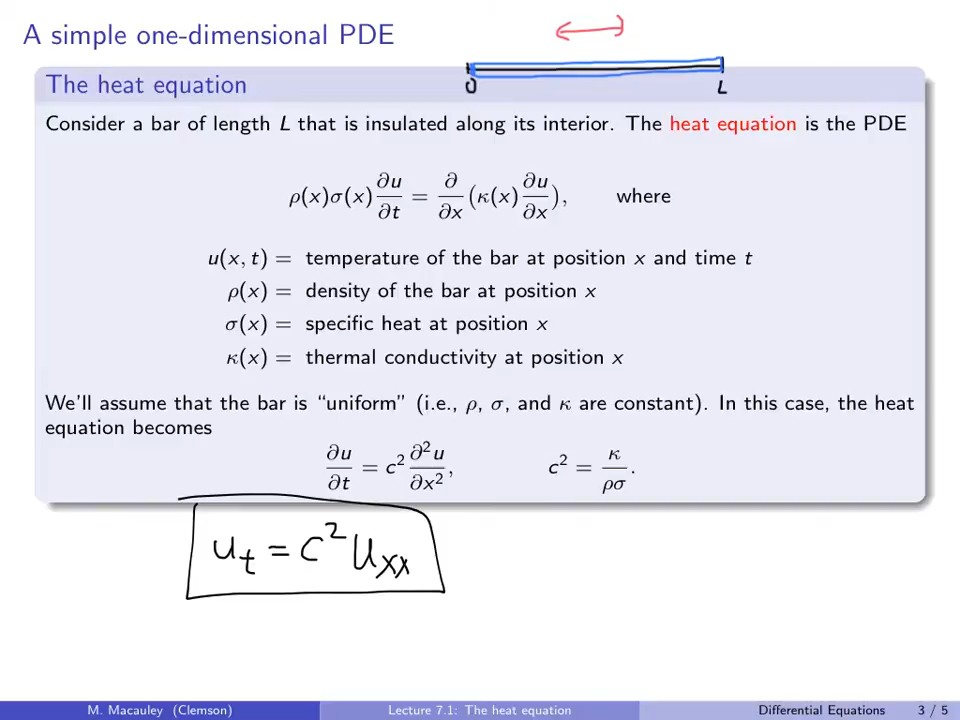 A simple one-dimensional PDE
0 L
The heat equation
Consider a bar of length L that is insulated along its interior. The heat equation is the PDE
ρ(x)σ(x) ∂u/∂t = ∂/∂x (κ(x) ∂u/∂x), where
u(x, t) = temperature of the bar at position x and time t
ρ(x) = density of the bar at position x
σ(x) = specific heat at position x
κ(x) = thermal conductivity at position x
We'll assume that the bar is “uniform” (i.e., ρ, σ, and κ are constant). In this case, the heat
equation becomes
∂u/∂t = c² ∂²u/∂x², c² = κ/ρσ.
u_t = c² u_xx
M. Macauley (Clemson) Lecture 7.1: The heat equation Differential Equations 3 / 5